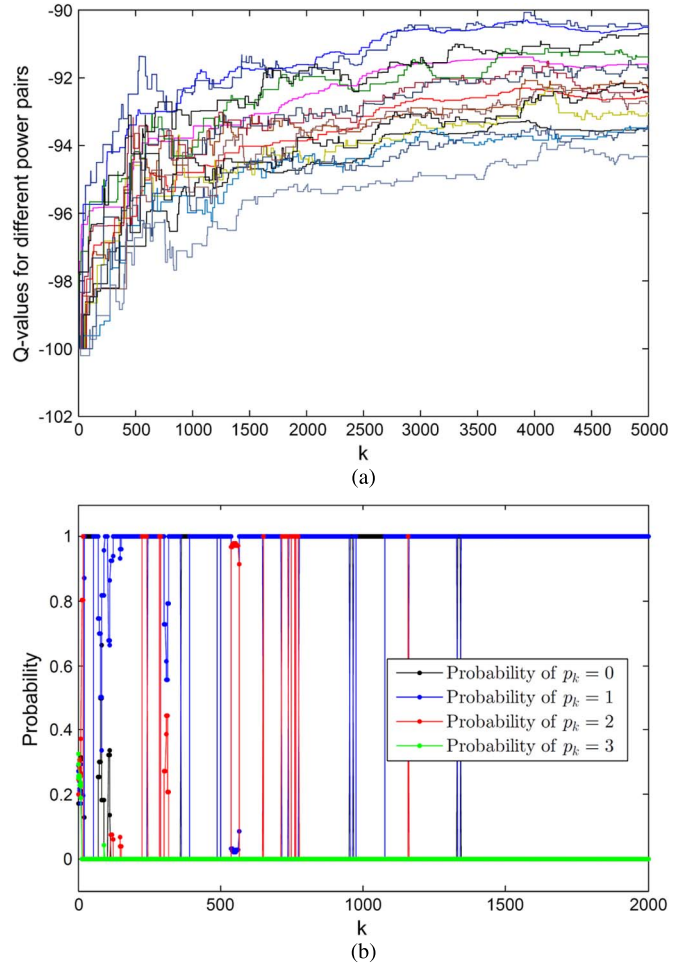 -90
-92
-94
-96
-98
-100
-102
Q-values for different power pairs
0 500 1000 1500 2000 2500 3000 3500 4000 4500 5000
k
(a)
1
0.8
0.6
0.4
0.2
0
Probability
Probability of p_k = 0
Probability of p_k = 1
Probability of p_k = 2
Probability of p_k = 3
0 500 1000 1500 2000
k
(b)